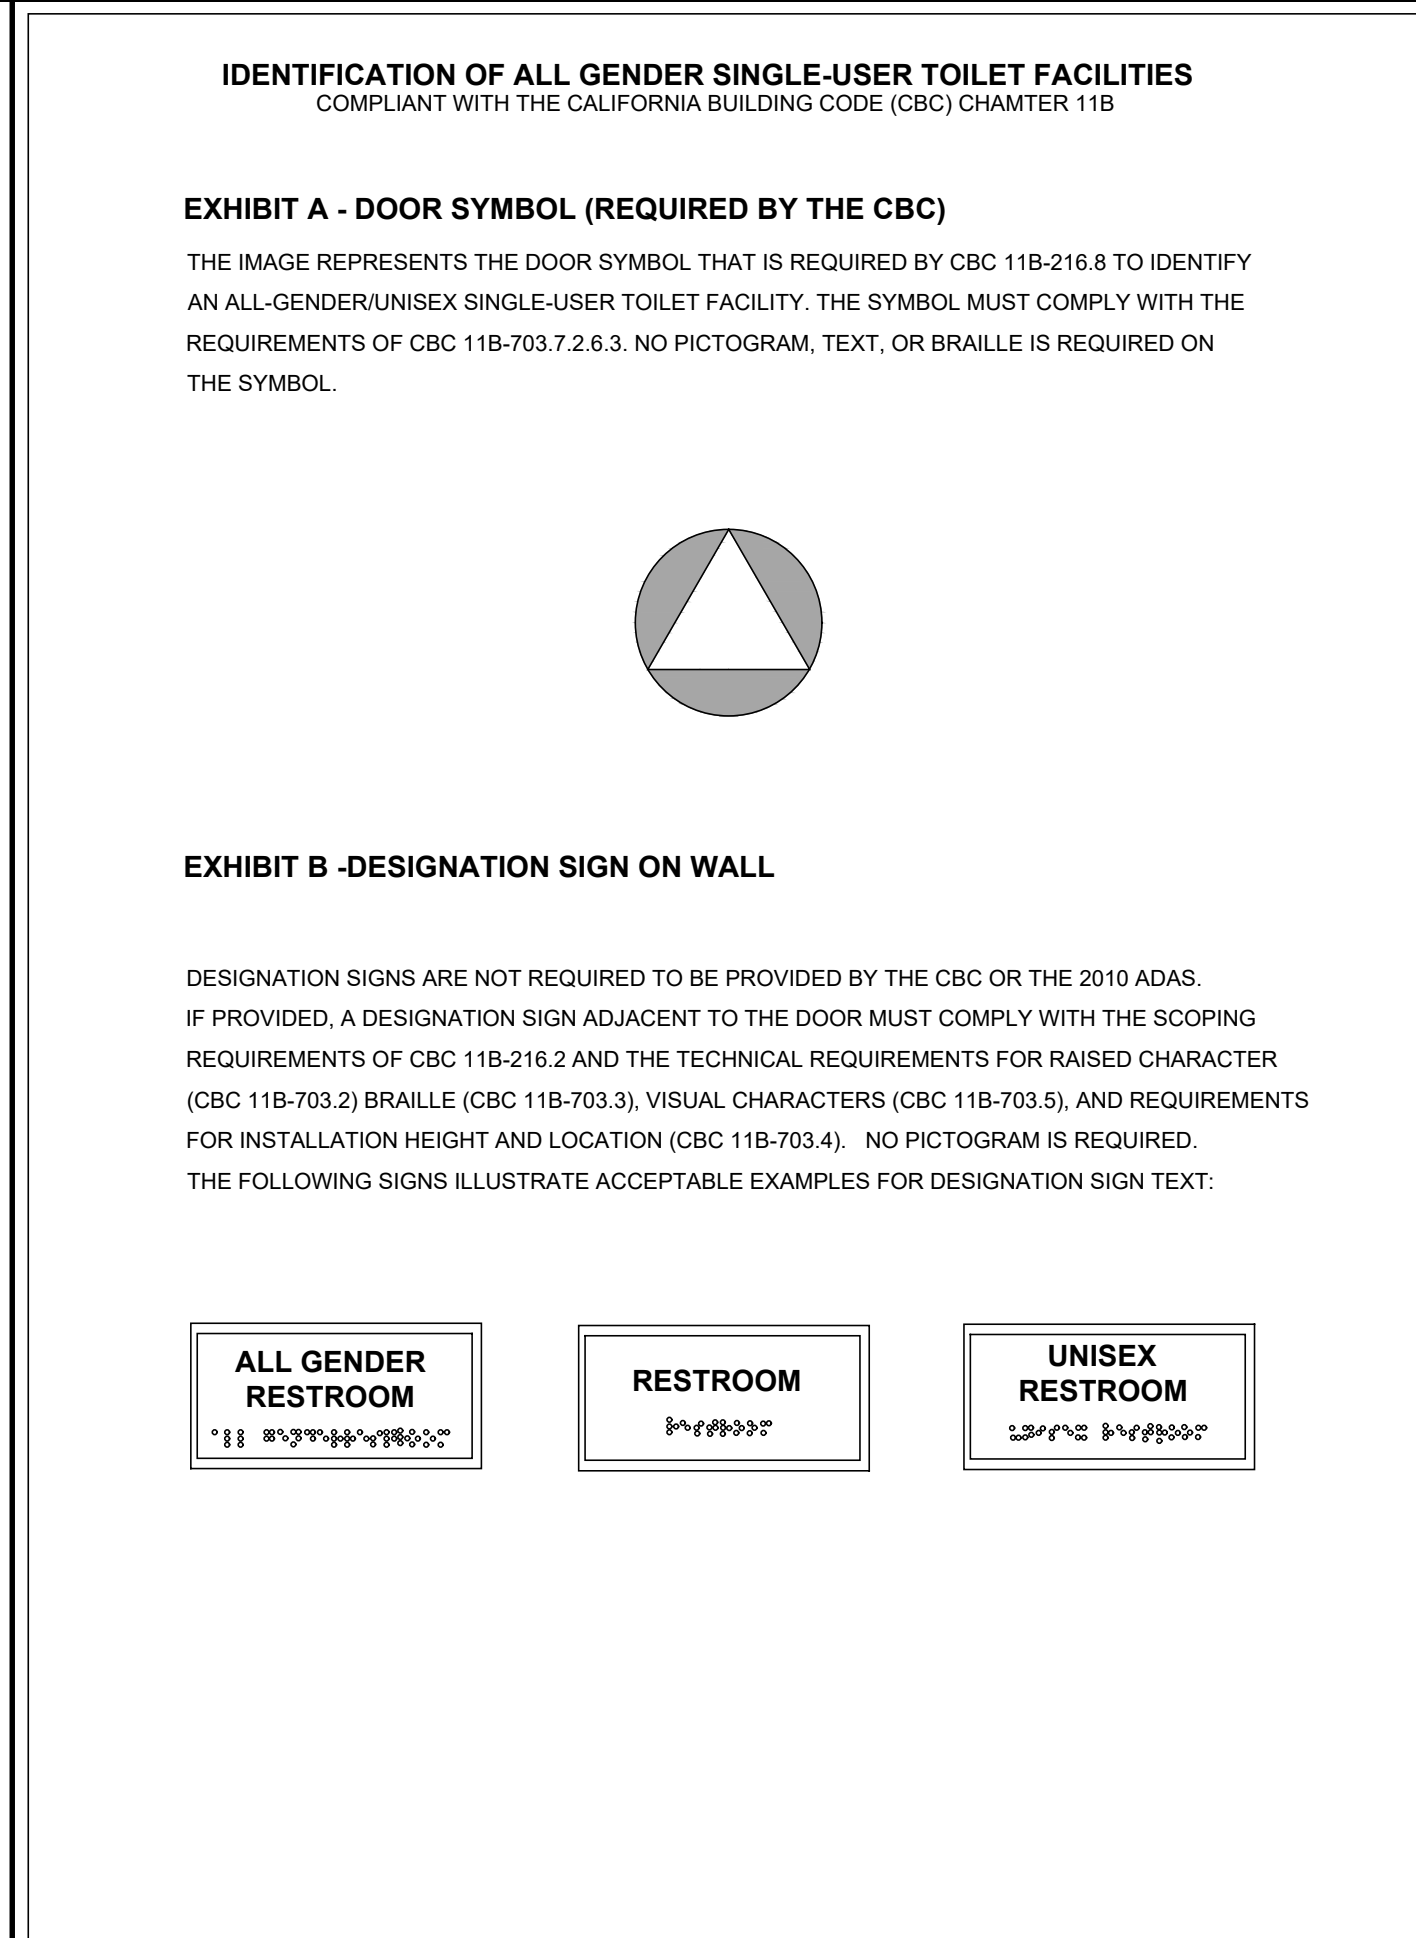 IDENTIFICATION OF ALL GENDER SINGLE-USER TOILET FACILITIES
COMPLIANT WITH THE CALIFORNIA BUILDING CODE (CBC) CHAMTER 11B
EXHIBIT A - DOOR SYMBOL (REQUIRED BY THE CBC)
THE IMAGE REPRESENTS THE DOOR SYMBOL THAT IS REQUIRED BY CBC 11B-216.8 TO IDENTIFY
AN ALL-GENDER/UNISEX SINGLE-USER TOILET FACILITY. THE SYMBOL MUST COMPLY WITH THE
REQUIREMENTS OF CBC 11B-703.7.2.6.3. NO PICTOGRAM, TEXT, OR BRAILLE IS REQUIRED ON
THE SYMBOL.
EXHIBIT B -DESIGNATION SIGN ON WALL
DESIGNATION SIGNS ARE NOT REQUIRED TO BE PROVIDED BY THE CBC OR THE 2010 ADAS.
IF PROVIDED, A DESIGNATION SIGN ADJACENT TO THE DOOR MUST COMPLY WITH THE SCOPING
REQUIREMENTS OF CBC 11B-216.2 AND THE TECHNICAL REQUIREMENTS FOR RAISED CHARACTER
(CBC 11B-703.2) BRAILLE (CBC 11B-703.3), VISUAL CHARACTERS (CBC 11B-703.5), AND REQUIREMENTS
FOR INSTALLATION HEIGHT AND LOCATION (CBC 11B-703.4). NO PICTOGRAM IS REQUIRED.
THE FOLLOWING SIGNS ILLUSTRATE ACCEPTABLE EXAMPLES FOR DESIGNATION SIGN TEXT:
ALL GENDER
RESTROOM
RESTROOM
UNISEX
RESTROOM